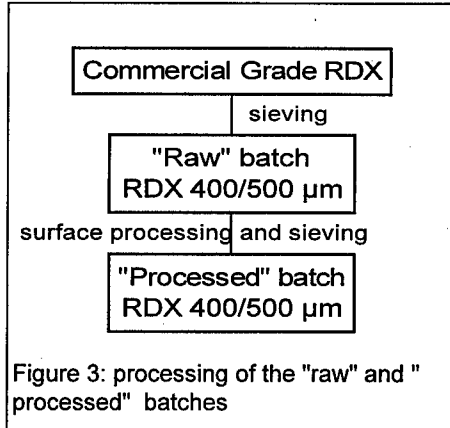 Commercial Grade RDX
sieving
"Raw" batch
RDX 400/500 µm
surface processing and sieving
"Processed" batch
RDX 400/500 µm
Figure 3: processing of the "raw" and "
processed" batches